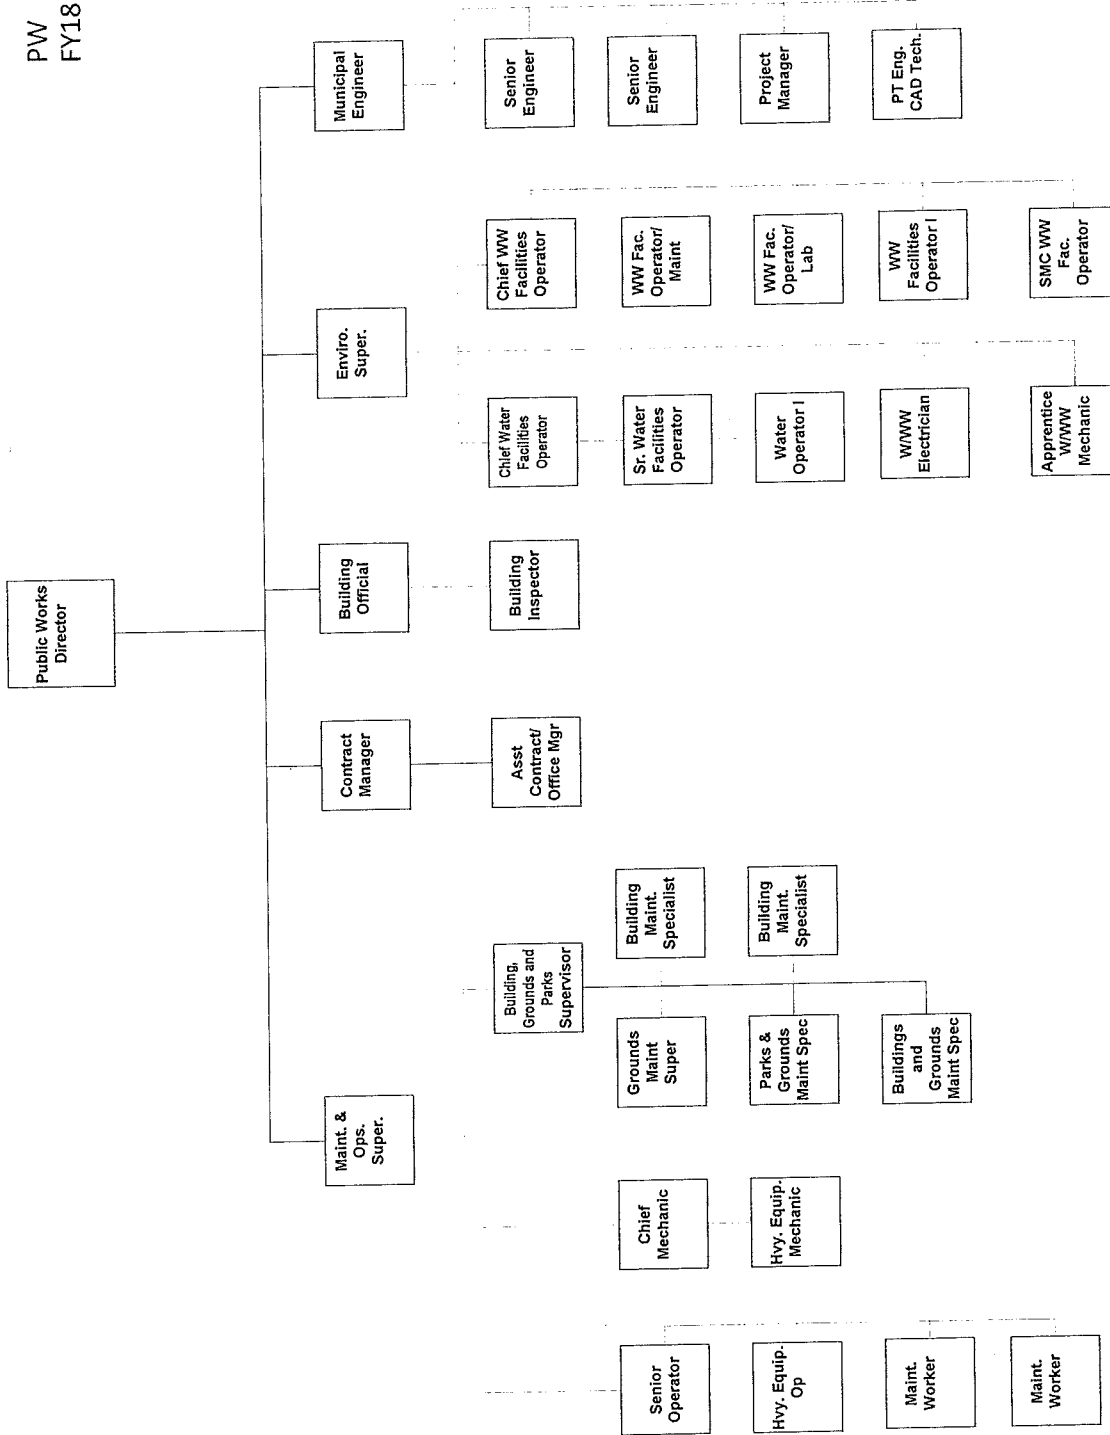 PW
FY18
Public Works
Director
Maint. &
Ops.
Super.
Contract
Manager
Building
Official
Enviro.
Super.
Municipal
Engineer
Building,
Grounds and
Parks
Supervisor
Asst
Contract/
Office Mgr
Building
Inspector
Chief Water
Facilities
Operator
Chief WW
Facilities
Operator
Senior
Engineer
Senior
Operator
Chief
Mechanic
Grounds
Maint
Super
Building
Maint.
Specialist
Sr. Water
Facilities
Operator
WW Fac.
Operator/
Maint
Senior
Engineer
Hvy. Equip.
Op
Hvy. Equip.
Mechanic
Parks &
Grounds
Maint Spec
Building
Maint.
Specialist
Water
Operator I
WW Fac.
Operator/
Lab
Project
Manager
Maint.
Worker
Buildings
and
Grounds
Maint Spec
W/WW
Electrician
WW
Facilities
Operator I
PT Eng.
CAD Tech.
Maint.
Worker
Apprentice
W/WW
Mechanic
SMC WW
Fac.
Operator